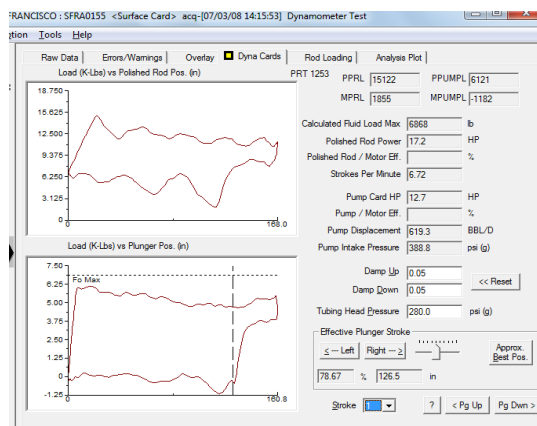 FRANCISCO : SFRA0155 <Surface Card> acq-[07/03/08 14:15:53] Dynamometer Test
Tools Help
Raw Data Errors/Warnings Overlay Dyna Cards Rod Loading Analysis Plot
Load (K-Lbs) vs Polished Rod Pos. (in)
18.750
15.625
12.500
9.375
6.250
3.125
0
0 168.0
Load (K-Lbs) vs Plunger Pos. (in)
7.50
6.25
5.00
3.75
2.50
1.25
0
-1.25
Fo Max
0 160.8
PRT 1253 PPRL 15122 PPUMPL 6121
MPRL 1855 MPUMPL -1182
Calculated Fluid Load Max 6868 lb
Polished Rod Power 17.2 HP
Polished Rod / Motor Eff. %
Strokes Per Minute 6.72
Pump Card HP 12.7 HP
Pump / Motor Eff. %
Pump Displacement 619.3 BBL/D
Pump Intake Pressure 388.8 psi (g)
Damp Up 0.05
Damp Down 0.05
<< Reset
Tubing Head Pressure 280.0 psi (g)
Effective Plunger Stroke
< --- Left Right --- >
Approx. Best Pos.
78.67 % 126.5 in
Stroke 1 ? < Pg Up Pg Dwn >